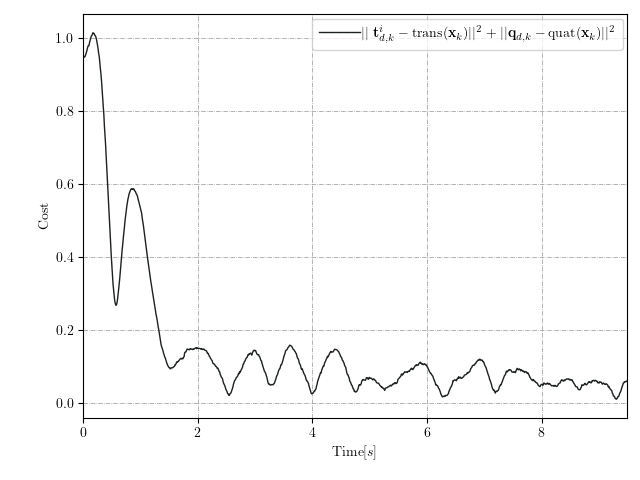 || t^i_{d,k} − trans(x_k)||² + ||q_{d,k} − quat(x_k)||²
1.0
0.8
0.6
0.4
0.2
0.0
Cost
0 2 4 6 8
Time[s]